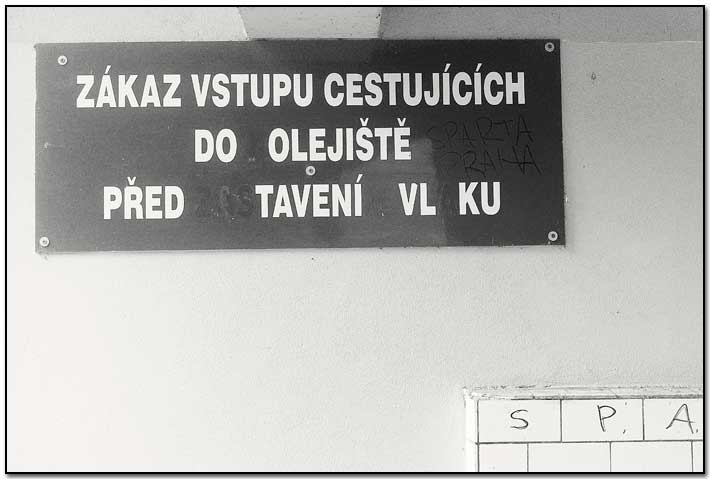 ZÁKAZ VSTUPU CESTUJÍCÍCH
DO OLEJIŠTĚ
SPARTA
PRAHA
PŘED TAVENÍ VL KU
S P. A.